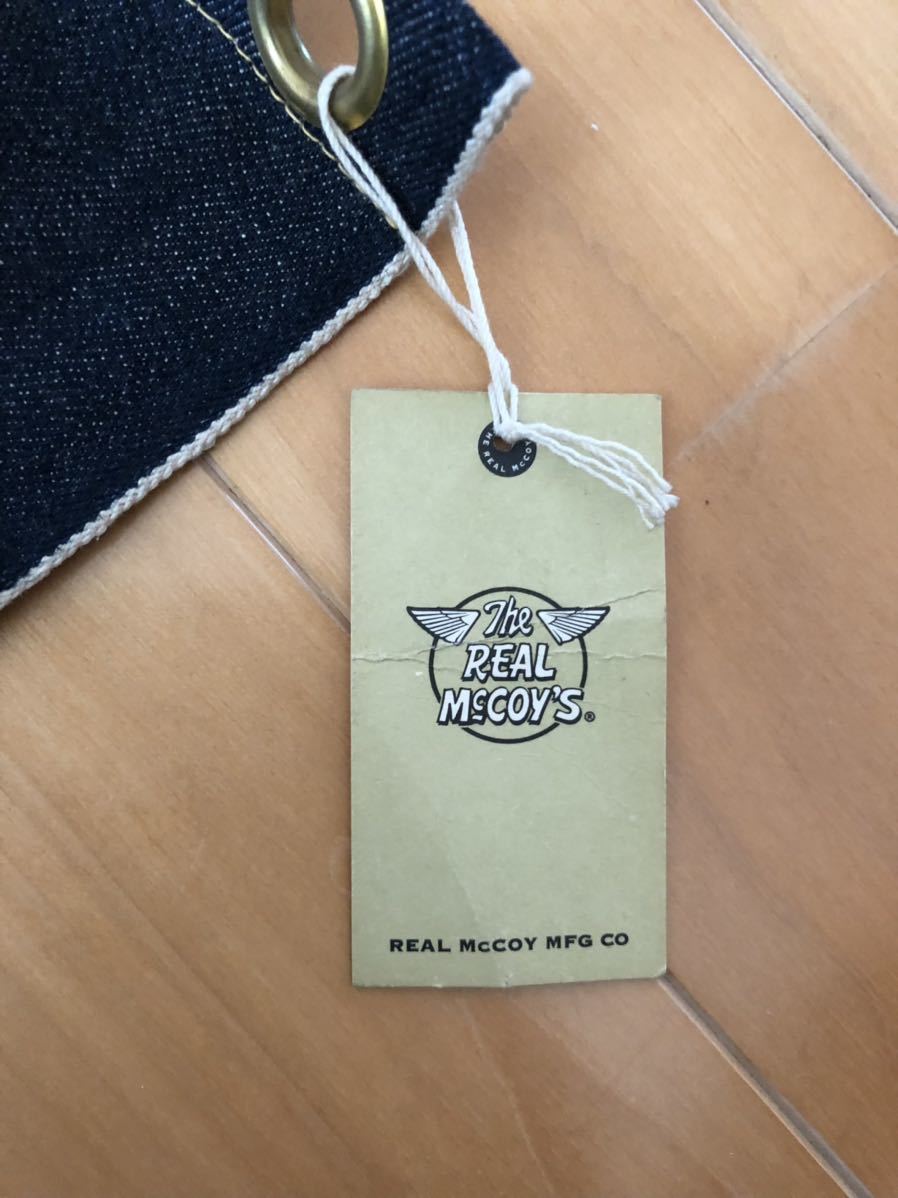 THE REAL McCOY'
The
REAL
McCOY'S®
REAL McCOY MFG CO